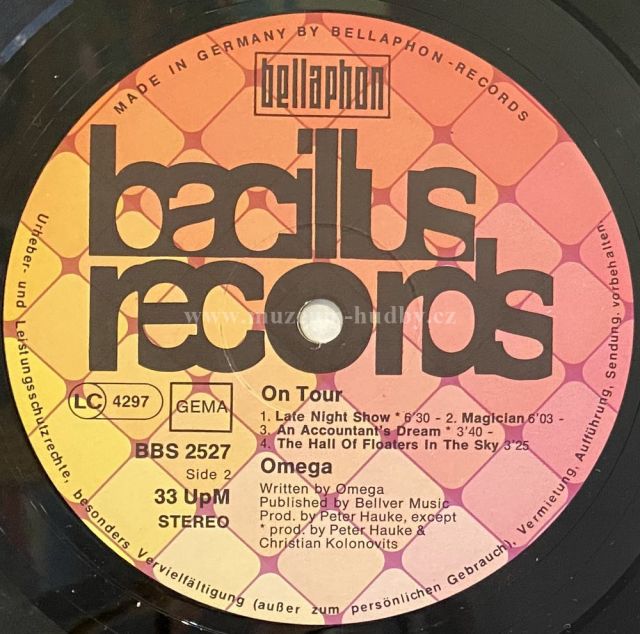 MADE IN GERMANY BY BELLAPHON-RECORDS
bellaphon
bacillus
records
www.muzeum-hudby.cz
LC 4297
GEMA
BBS 2527
Side 2
33 UpM
STEREO
On Tour
1. Late Night Show * 6'30 - 2. Magician 6'03 -
3. An Accountant's Dream * 3'40 -
4. The Hall Of Floaters In The Sky 3'25
Omega
Written by Omega
Published by Bellver Music
Prod. by Peter Hauke, except
* prod. by Peter Hauke &
Christian Kolonovits
Urheber- und Leistungsschutzrechte, besonders Vervielfältigung (außer zum persönlichen Gebrauch), Vermietung, Aufführung, Sendung, vorbehalten.